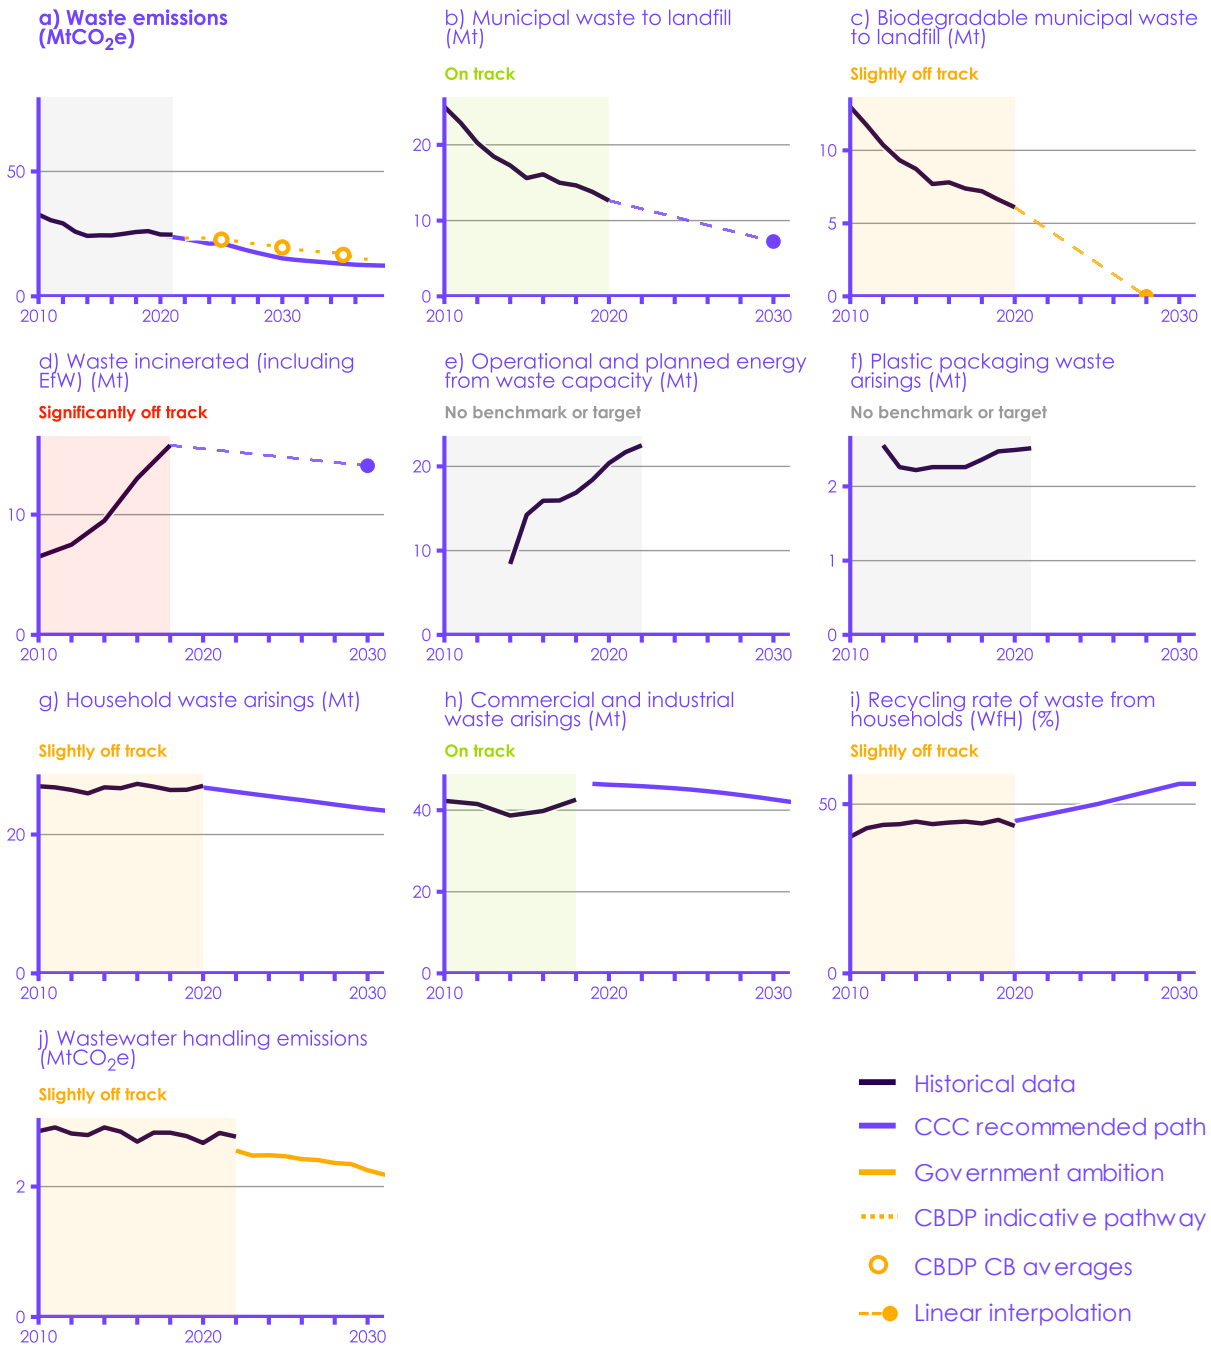 a) Waste emissions
(MtCO2e)
50
0
2010
2020
2030
b) Municipal waste to landfill
(Mt)
On track
20
10
0
2010
2020
2030
c) Biodegradable municipal waste
to landfill (Mt)
Slightly off track
10
5
0
2010
2020
2030
d) Waste incinerated (including
EfW) (Mt)
Significantly off track
10
0
2010
2020
2030
e) Operational and planned energy
from waste capacity (Mt)
No benchmark or target
20
10
0
2010
2020
2030
f) Plastic packaging waste
arisings (Mt)
No benchmark or target
2
1
0
2010
2020
2030
g) Household waste arisings (Mt)
Slightly off track
20
0
2010
2020
2030
h) Commercial and industrial
waste arisings (Mt)
On track
40
20
0
2010
2020
2030
i) Recycling rate of waste from
households (WfH) (%)
Slightly off track
50
0
2010
2020
2030
j) Wastewater handling emissions
(MtCO2e)
Slightly off track
2
0
2010
2020
2030
Historical data
CCC recommended path
Government ambition
CBDP indicative pathway
CBDP CB averages
Linear interpolation